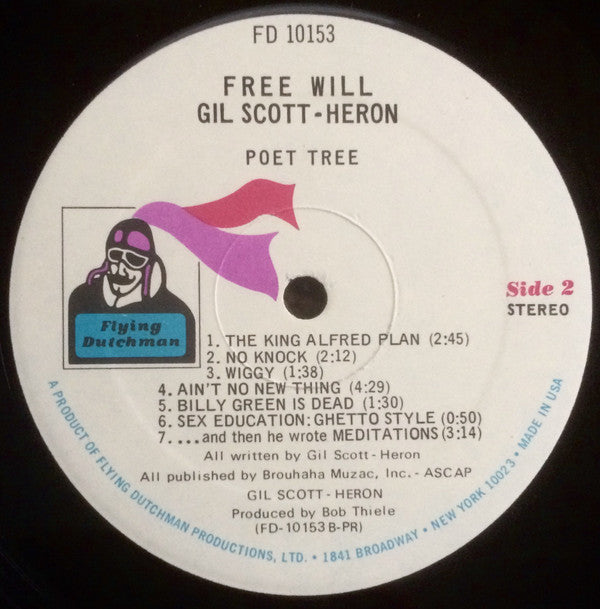 FD 10153
FREE WILL
GIL SCOTT-HERON
POET TREE
Flying
Dutchman
Side 2
STEREO
1. THE KING ALFRED PLAN (2:45)
2. NO KNOCK (2:12)
3. WIGGY (1:38)
4. AIN'T NO NEW THING (4:29)
5. BILLY GREEN IS DEAD (1:30)
6. SEX EDUCATION: GHETTO STYLE (0:50)
7. ....and then he wrote MEDITATIONS (3:14)
All written by Gil Scott-Heron
All published by Brouhaha Muzac, Inc. - ASCAP
GIL SCOTT-HERON
Produced by Bob Thiele
(FD-10153 B-PR)
A PRODUCT OF FLYING DUTCHMAN PRODUCTIONS, LTD. • 1841 BROADWAY • NEW YORK 10023 • MADE IN USA